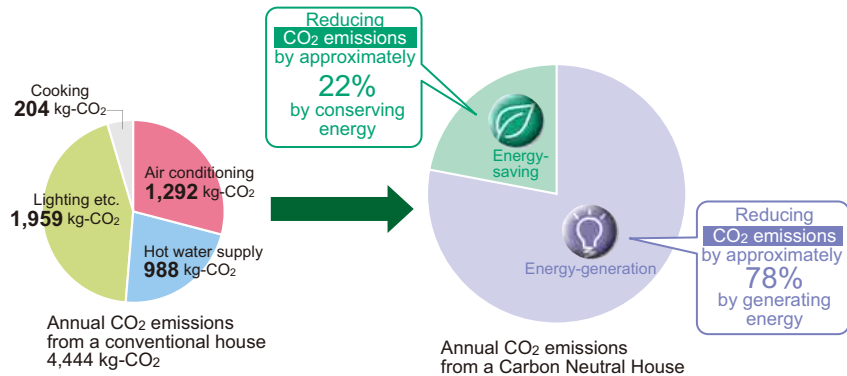 Cooking
204 kg-CO₂
Air conditioning
1,292 kg-CO₂
Lighting etc.
1,959 kg-CO₂
Hot water supply
988 kg-CO₂
Annual CO₂ emissions
from a conventional house
4,444 kg-CO₂
Reducing
CO₂ emissions
by approximately
22%
by conserving
energy
Energy-
saving
Energy-generation
Reducing
CO₂ emissions
by approximately
78%
by generating
energy
Annual CO₂ emissions
from a Carbon Neutral House